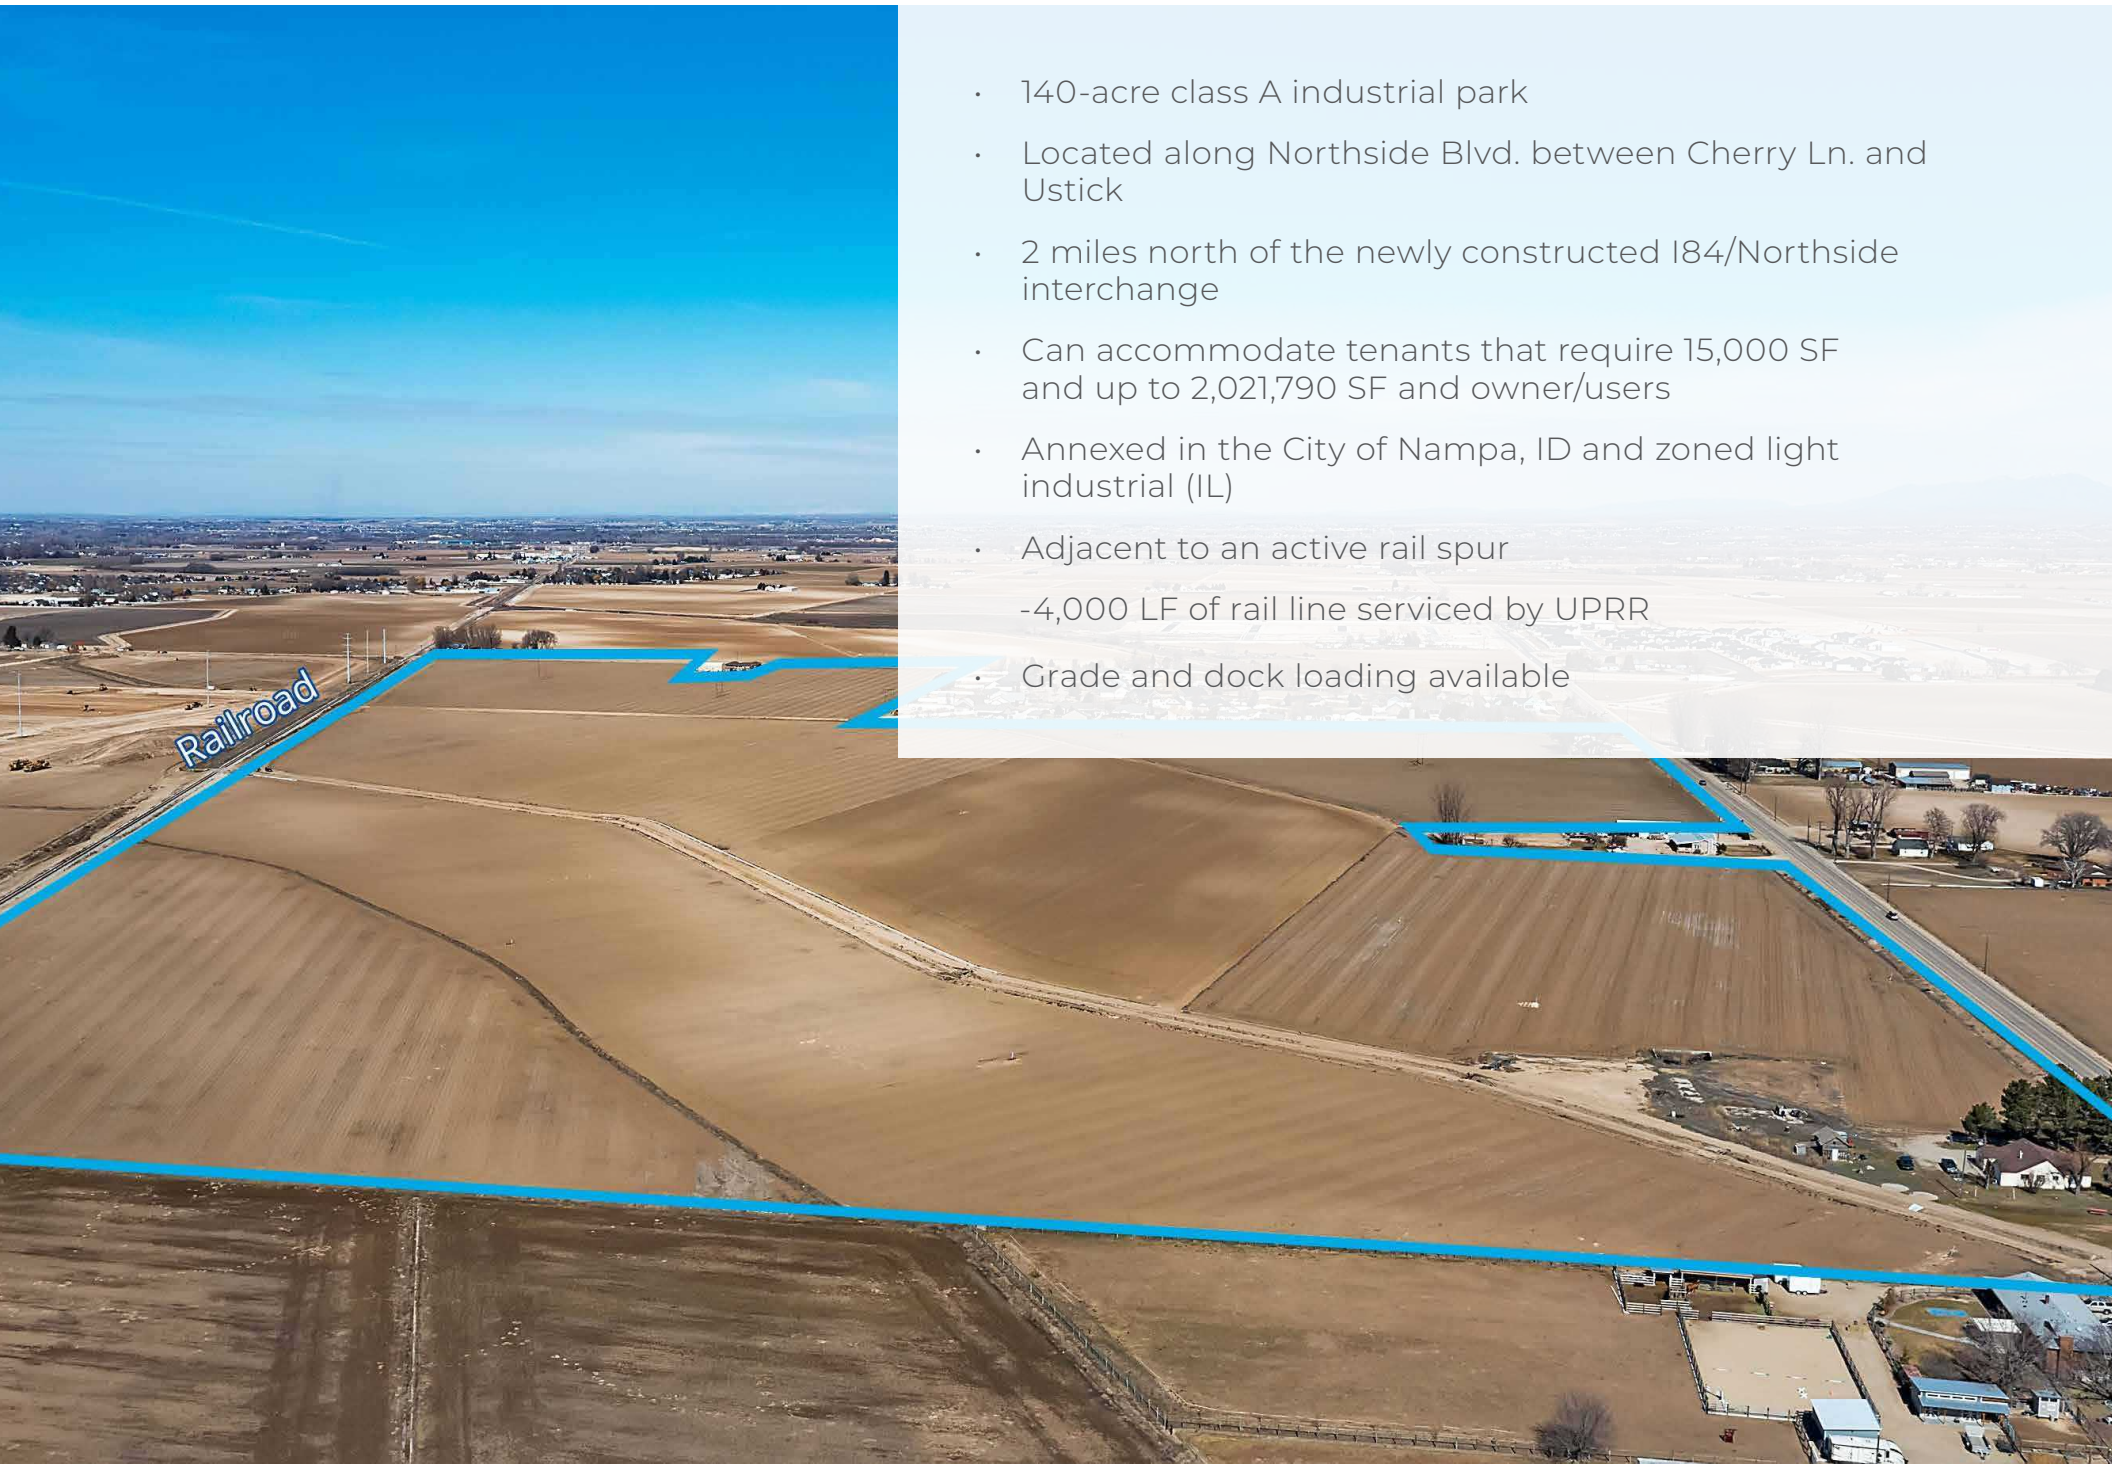 • 140-acre class A industrial park
• Located along Northside Blvd. between Cherry Ln. and
Ustick
• 2 miles north of the newly constructed I84/Northside
interchange
• Can accommodate tenants that require 15,000 SF
and up to 2,021,790 SF and owner/users
• Annexed in the City of Nampa, ID and zoned light
industrial (IL)
• Adjacent to an active rail spur
-4,000 LF of rail line serviced by UPRR
• Grade and dock loading available
Railroad